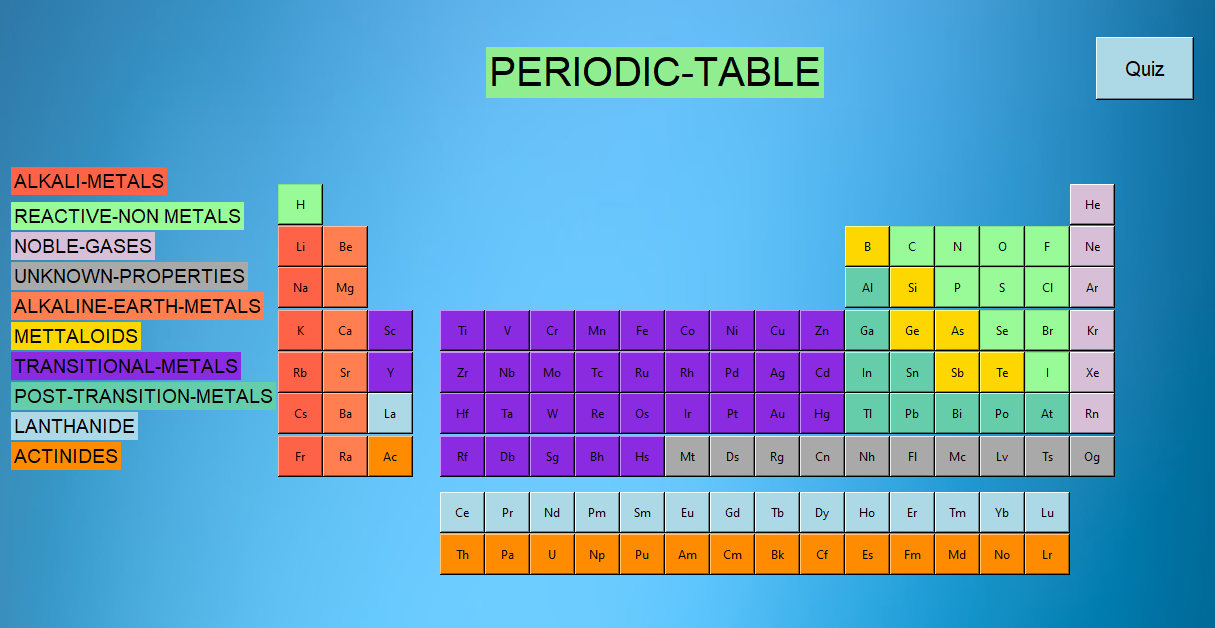 PERIODIC-TABLE
Quiz
ALKALI-METALS
REACTIVE-NON METALS
NOBLE-GASES
UNKNOWN-PROPERTIES
ALKALINE-EARTH-METALS
METTALOIDS
TRANSITIONAL-METALS
POST-TRANSITION-METALS
LANTHANIDE
ACTINIDES
H He
Li Be B C N O F Ne
Na Mg Al Si P S Cl Ar
K Ca Sc Ti V Cr Mn Fe Co Ni Cu Zn Ga Ge As Se Br Kr
Rb Sr Y Zr Nb Mo Tc Ru Rh Pd Ag Cd In Sn Sb Te I Xe
Cs Ba La Hf Ta W Re Os Ir Pt Au Hg Tl Pb Bi Po At Rn
Fr Ra Ac Rf Db Sg Bh Hs Mt Ds Rg Cn Nh Fl Mc Lv Ts Og
Ce Pr Nd Pm Sm Eu Gd Tb Dy Ho Er Tm Yb Lu
Th Pa U Np Pu Am Cm Bk Cf Es Fm Md No Lr